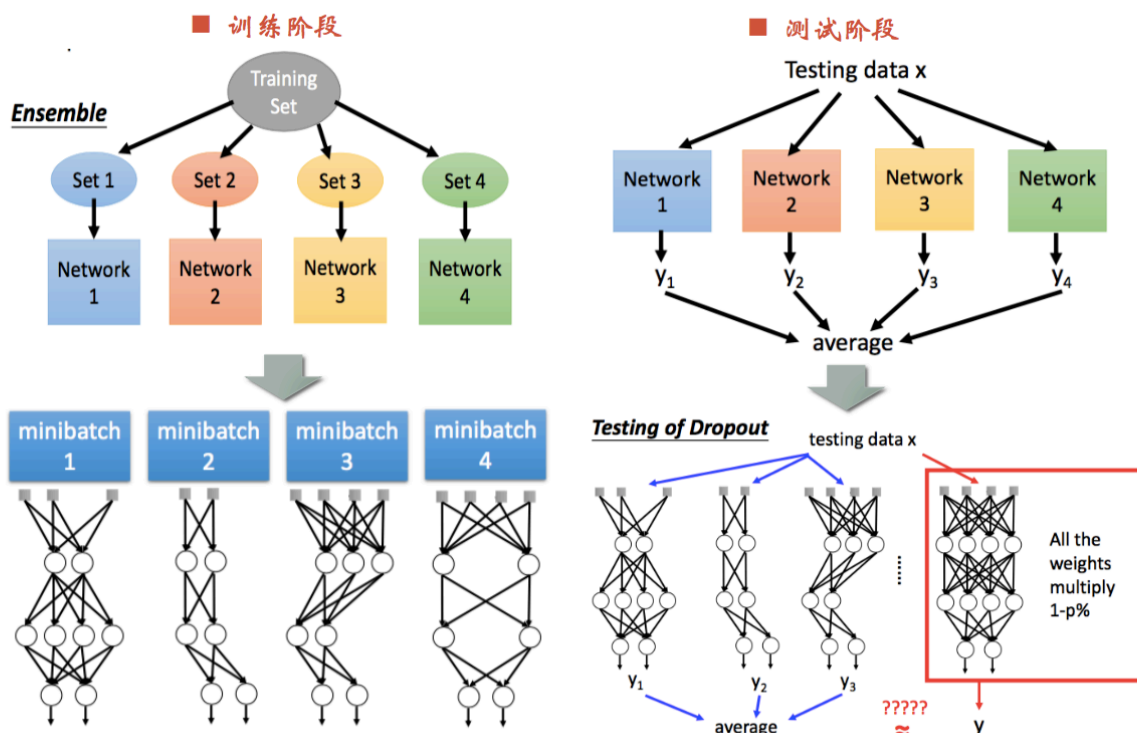 ■ 训练阶段
Training
Set
Ensemble
Set 1
Set 2
Set 3
Set 4
Network
1
Network
2
Network
3
Network
4
minibatch
1
minibatch
2
minibatch
3
minibatch
4
■ 测试阶段
Testing data x
Network
1
Network
2
Network
3
Network
4
y₁
y₂
y₃
y₄
average
Testing of Dropout
testing data x
......
All the
weights
multiply
1-p%
y₁
y₂
y₃
average
?????
≈
y